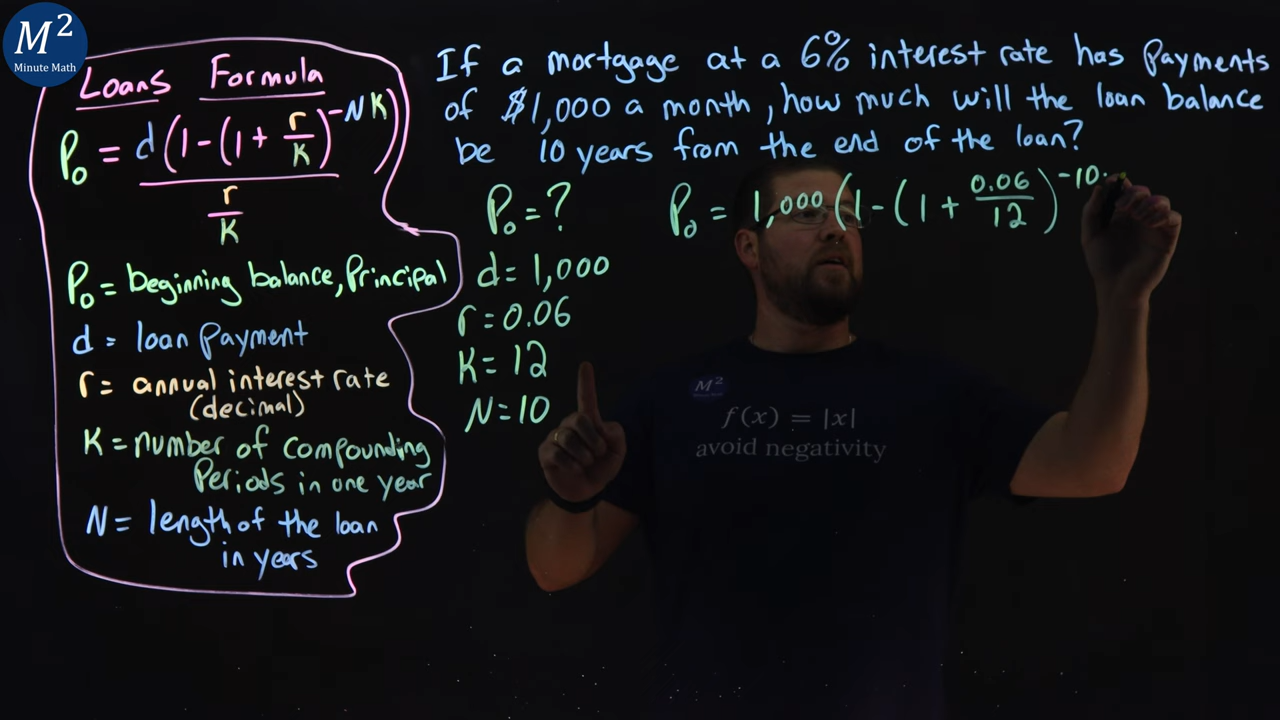 M²
Minute Math
Loans Formula
P₀ = d(1-(1+r/K)^-NK)
r/K
P₀ = beginning balance, Principal
d = loan payment
r = annual interest rate
(decimal)
K = number of compounding
Periods in one year
N = length of the loan
in years
If a mortgage at a 6% interest rate has payments
of $1,000 a month, how much will the loan balance
be 10 years from the end of the loan?
P₀ = ?
d = 1,000
r = 0.06
K = 12
N = 10
P₀ = 1,000(1-(1+0.06/12)^-10·
M²
f(x) = |x|
avoid negativity